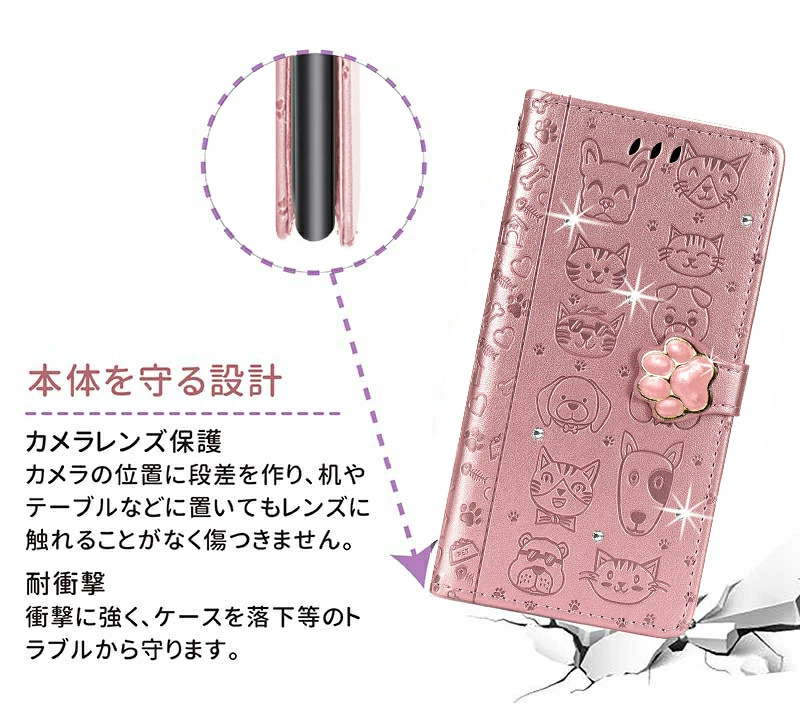 本体を守る設計
カメラレンズ保護
カメラの位置に段差を作り、机や
テーブルなどに置いてもレンズに
触れることがなく傷つきません。
耐衝撃
衝撃に強く、ケースを落下等のト
ラブルから守ります。
PET